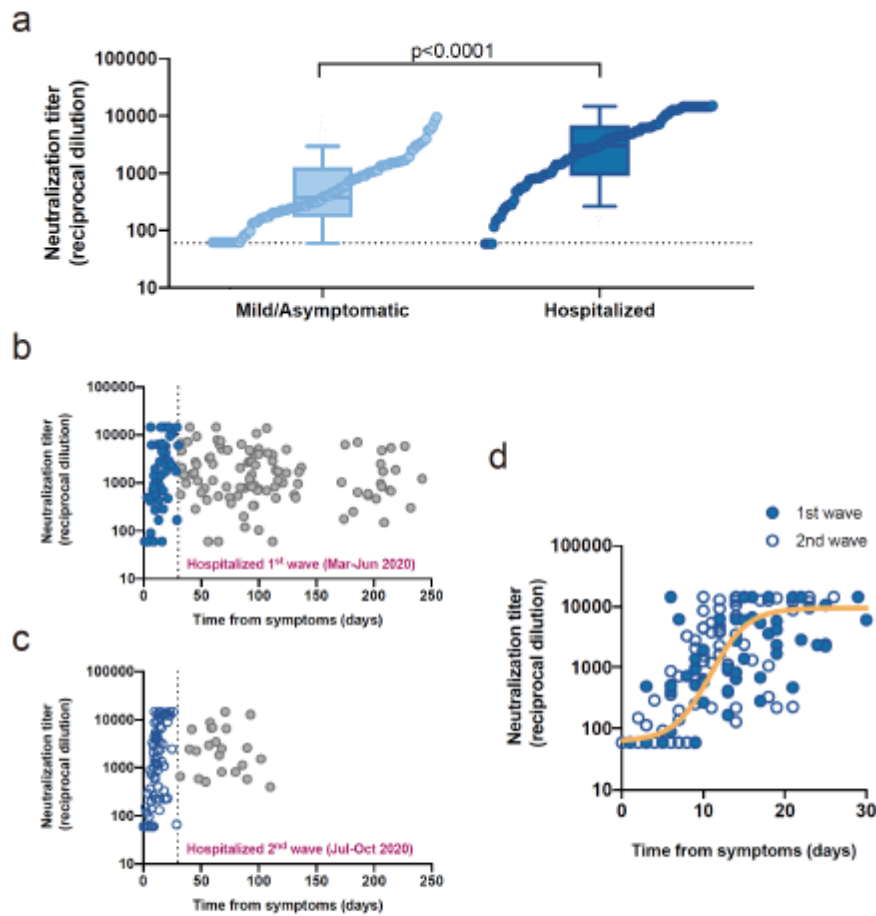 a
p<0.0001
Neutralization titer
(reciprocal dilution)
100000
10000
1000
100
10
Mild/Asymptomatic
Hospitalized
b
Neutralization titer
(reciprocal dilution)
100000
10000
1000
100
10
Hospitalized 1st wave (Mar-Jun 2020)
0 50 100 150 200 250
Time from symptoms (days)
c
Neutralization titer
(reciprocal dilution)
100000
10000
1000
100
10
Hospitalized 2nd wave (Jul-Oct 2020)
0 50 100 150 200 250
Time from symptoms (days)
d
1st wave
2nd wave
Neutralization titer
(reciprocal dilution)
100000
10000
1000
100
10
0 10 20 30
Time from symptoms (days)